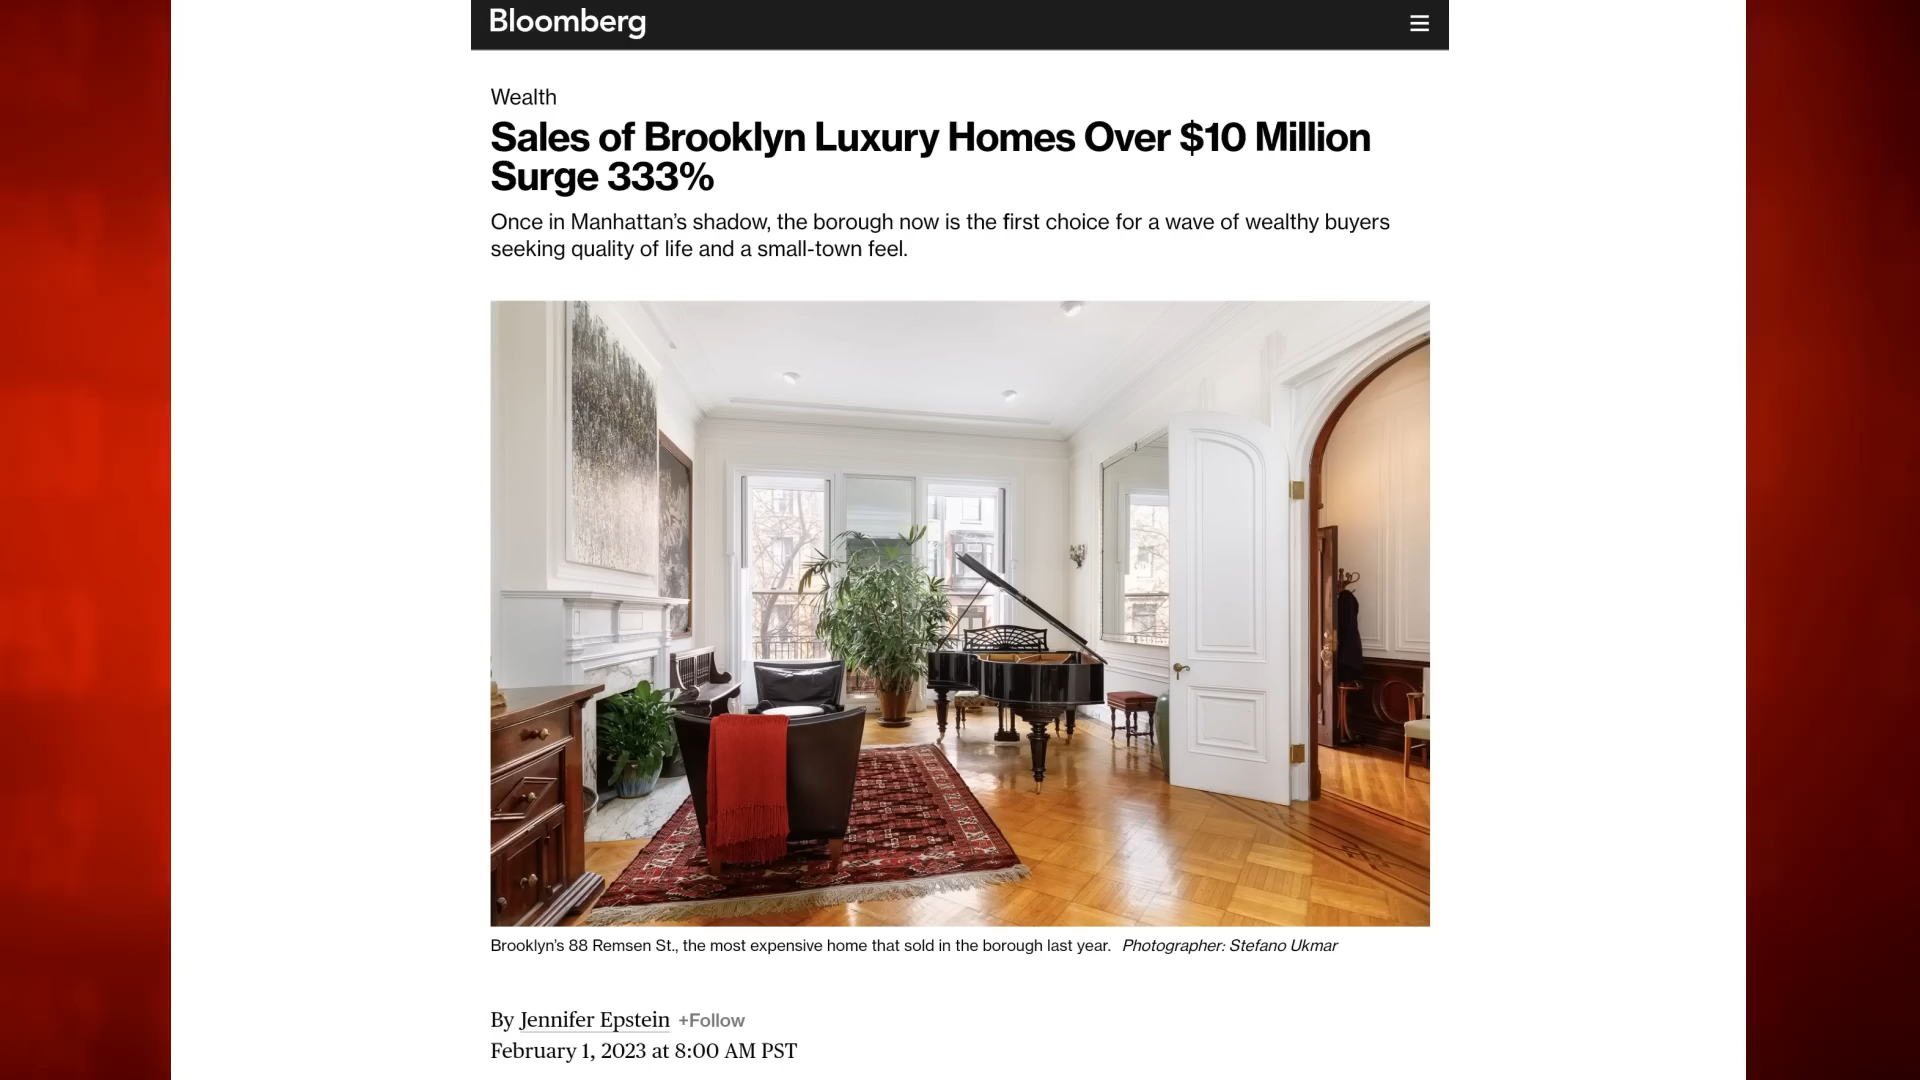 Bloomberg
Wealth
Sales of Brooklyn Luxury Homes Over $10 Million
Surge 333%
Once in Manhattan’s shadow, the borough now is the first choice for a wave of wealthy buyers
seeking quality of life and a small-town feel.
Brooklyn’s 88 Remsen St., the most expensive home that sold in the borough last year. Photographer: Stefano Ukmar
By Jennifer Epstein +Follow
February 1, 2023 at 8:00 AM PST